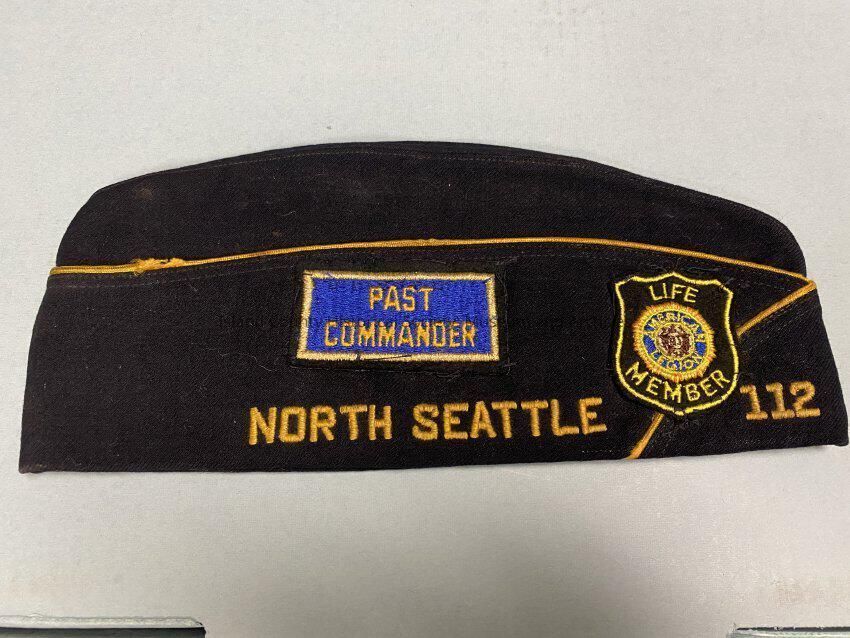 PAST
COMMANDER
LIFE
AMERICAN
LEGION
MEMBER
NORTH SEATTLE
112